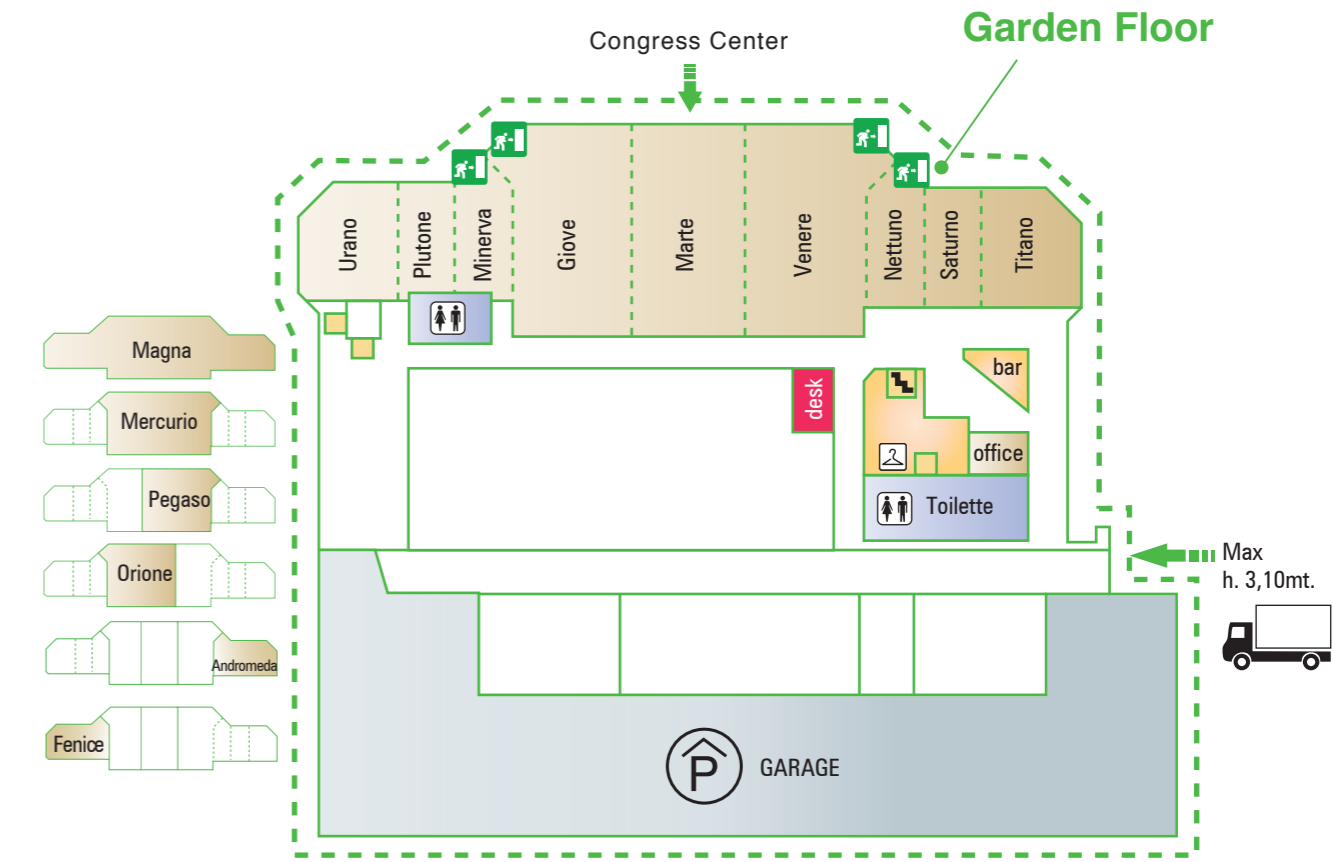 Garden Floor
Congress Center
Urano
Plutone
Minerva
Giove
Marte
Venere
Nettuno
Saturno
Titano
Magna
Mercurio
Pegaso
Orione
Andromeda
Fenice
desk
bar
office
Toilette
Max
h. 3,10mt.
P
GARAGE